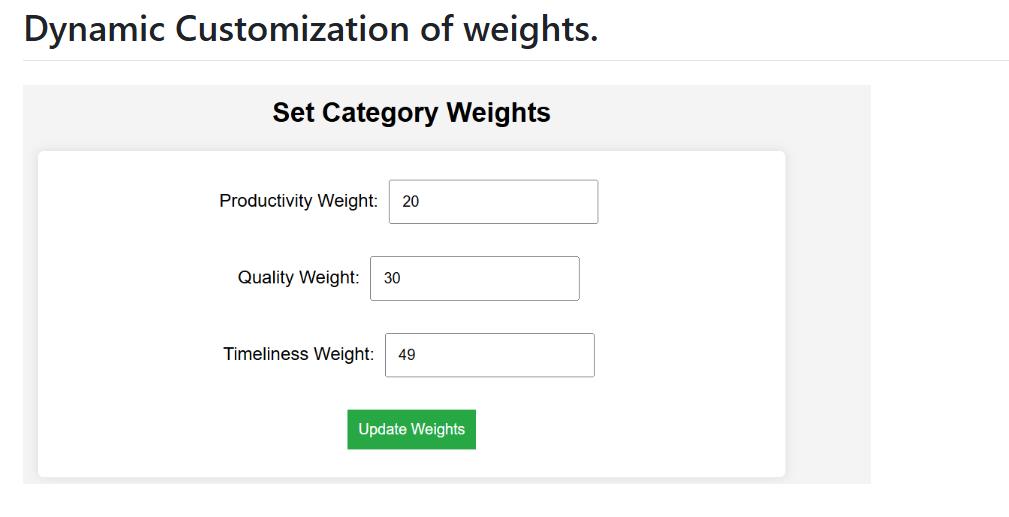 Dynamic Customization of weights.
Set Category Weights
Productivity Weight: 20
Quality Weight: 30
Timeliness Weight: 49
Update Weights